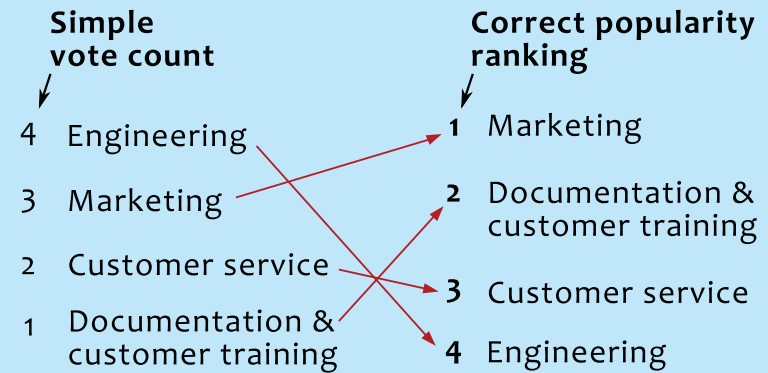 Simple
vote count
4 Engineering
3 Marketing
2 Customer service
1 Documentation &
customer training
Correct popularity
ranking
1 Marketing
2 Documentation &
customer training
3 Customer service
4 Engineering